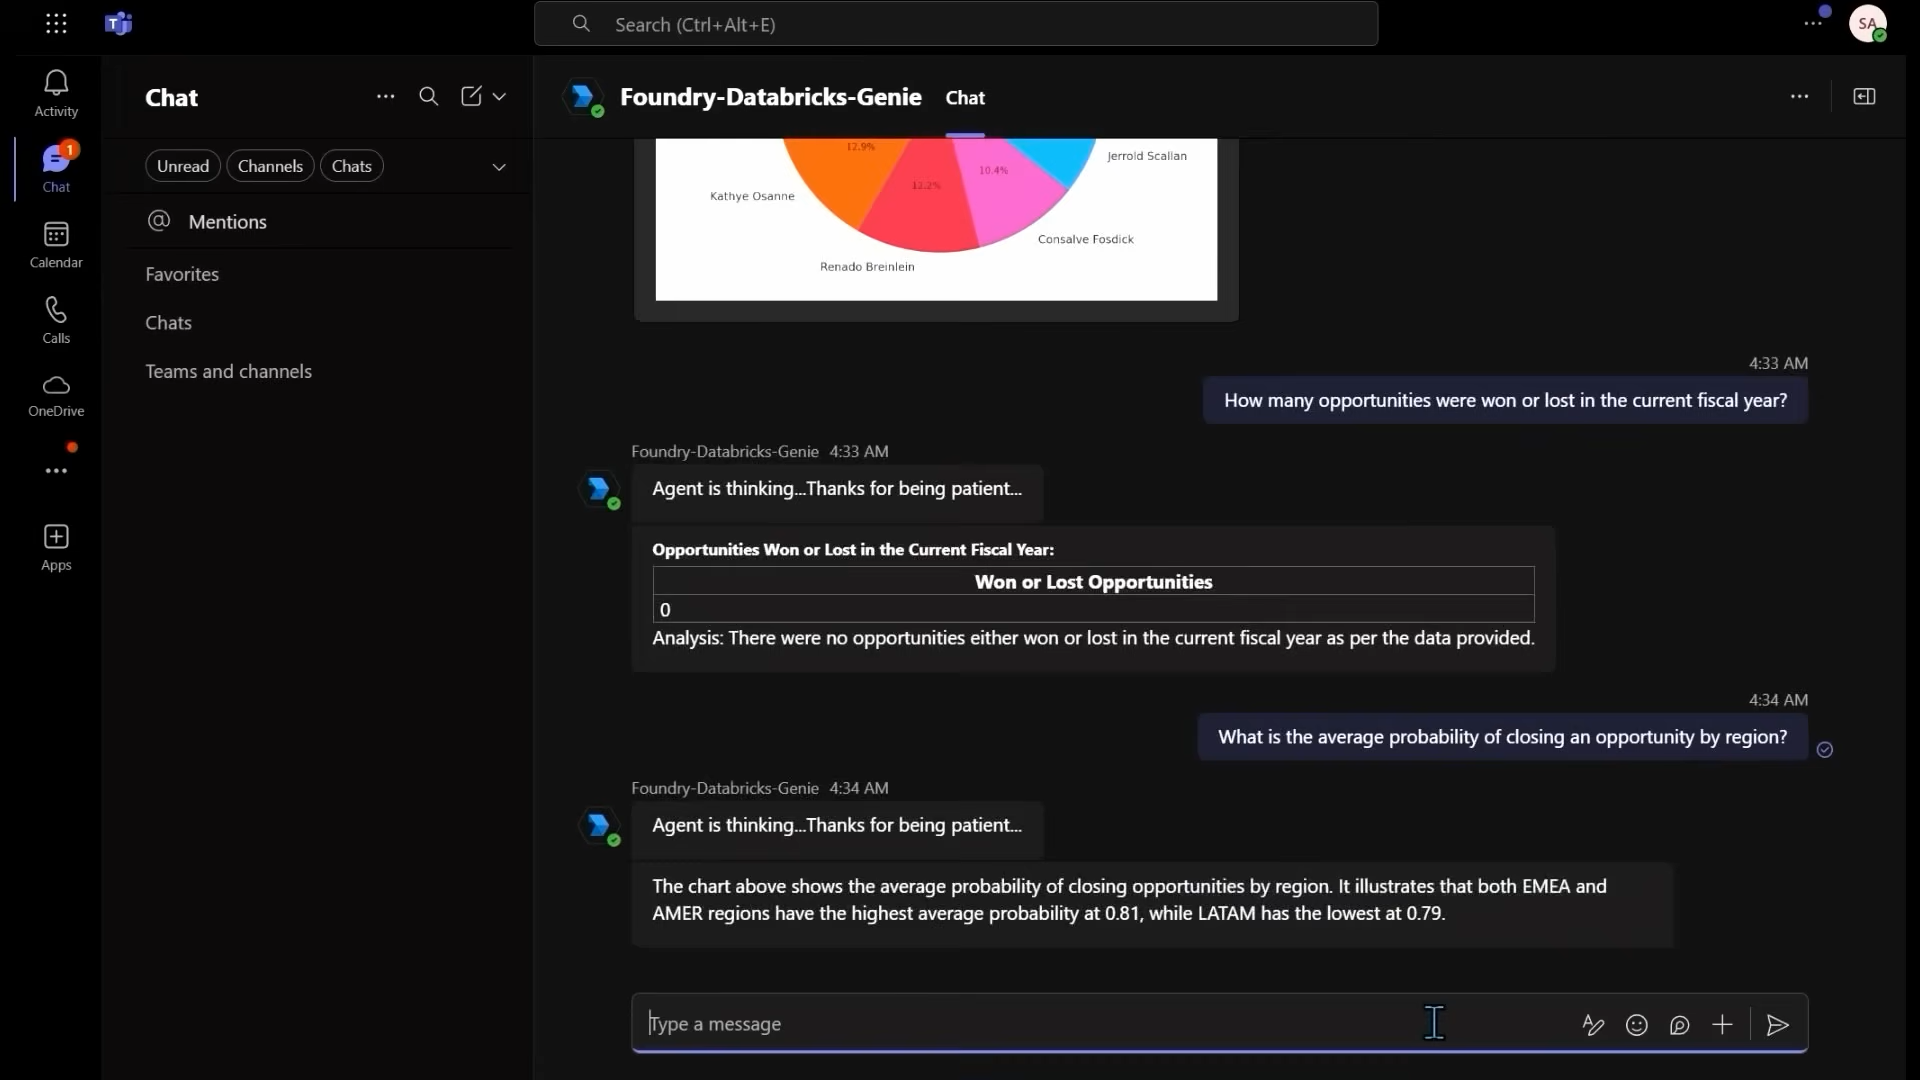 Search (Ctrl+Alt+E)
SA
Activity
1
Chat
Calendar
Calls
OneDrive
Apps
Chat
Unread
Channels
Chats
Mentions
Favorites
Chats
Teams and channels
Foundry-Databricks-Genie
Chat
12.9%
12.2%
10.4%
Jerrold Scallan
Kathye Osanne
Consalve Fosdick
Renado Breinlein
4:33 AM
How many opportunities were won or lost in the current fiscal year?
Foundry-Databricks-Genie 4:33 AM
Agent is thinking...Thanks for being patient...
Opportunities Won or Lost in the Current Fiscal Year:
Won or Lost Opportunities
0
Analysis: There were no opportunities either won or lost in the current fiscal year as per the data provided.
4:34 AM
What is the average probability of closing an opportunity by region?
Foundry-Databricks-Genie 4:34 AM
Agent is thinking...Thanks for being patient...
The chart above shows the average probability of closing opportunities by region. It illustrates that both EMEA and
AMER regions have the highest average probability at 0.81, while LATAM has the lowest at 0.79.
Type a message